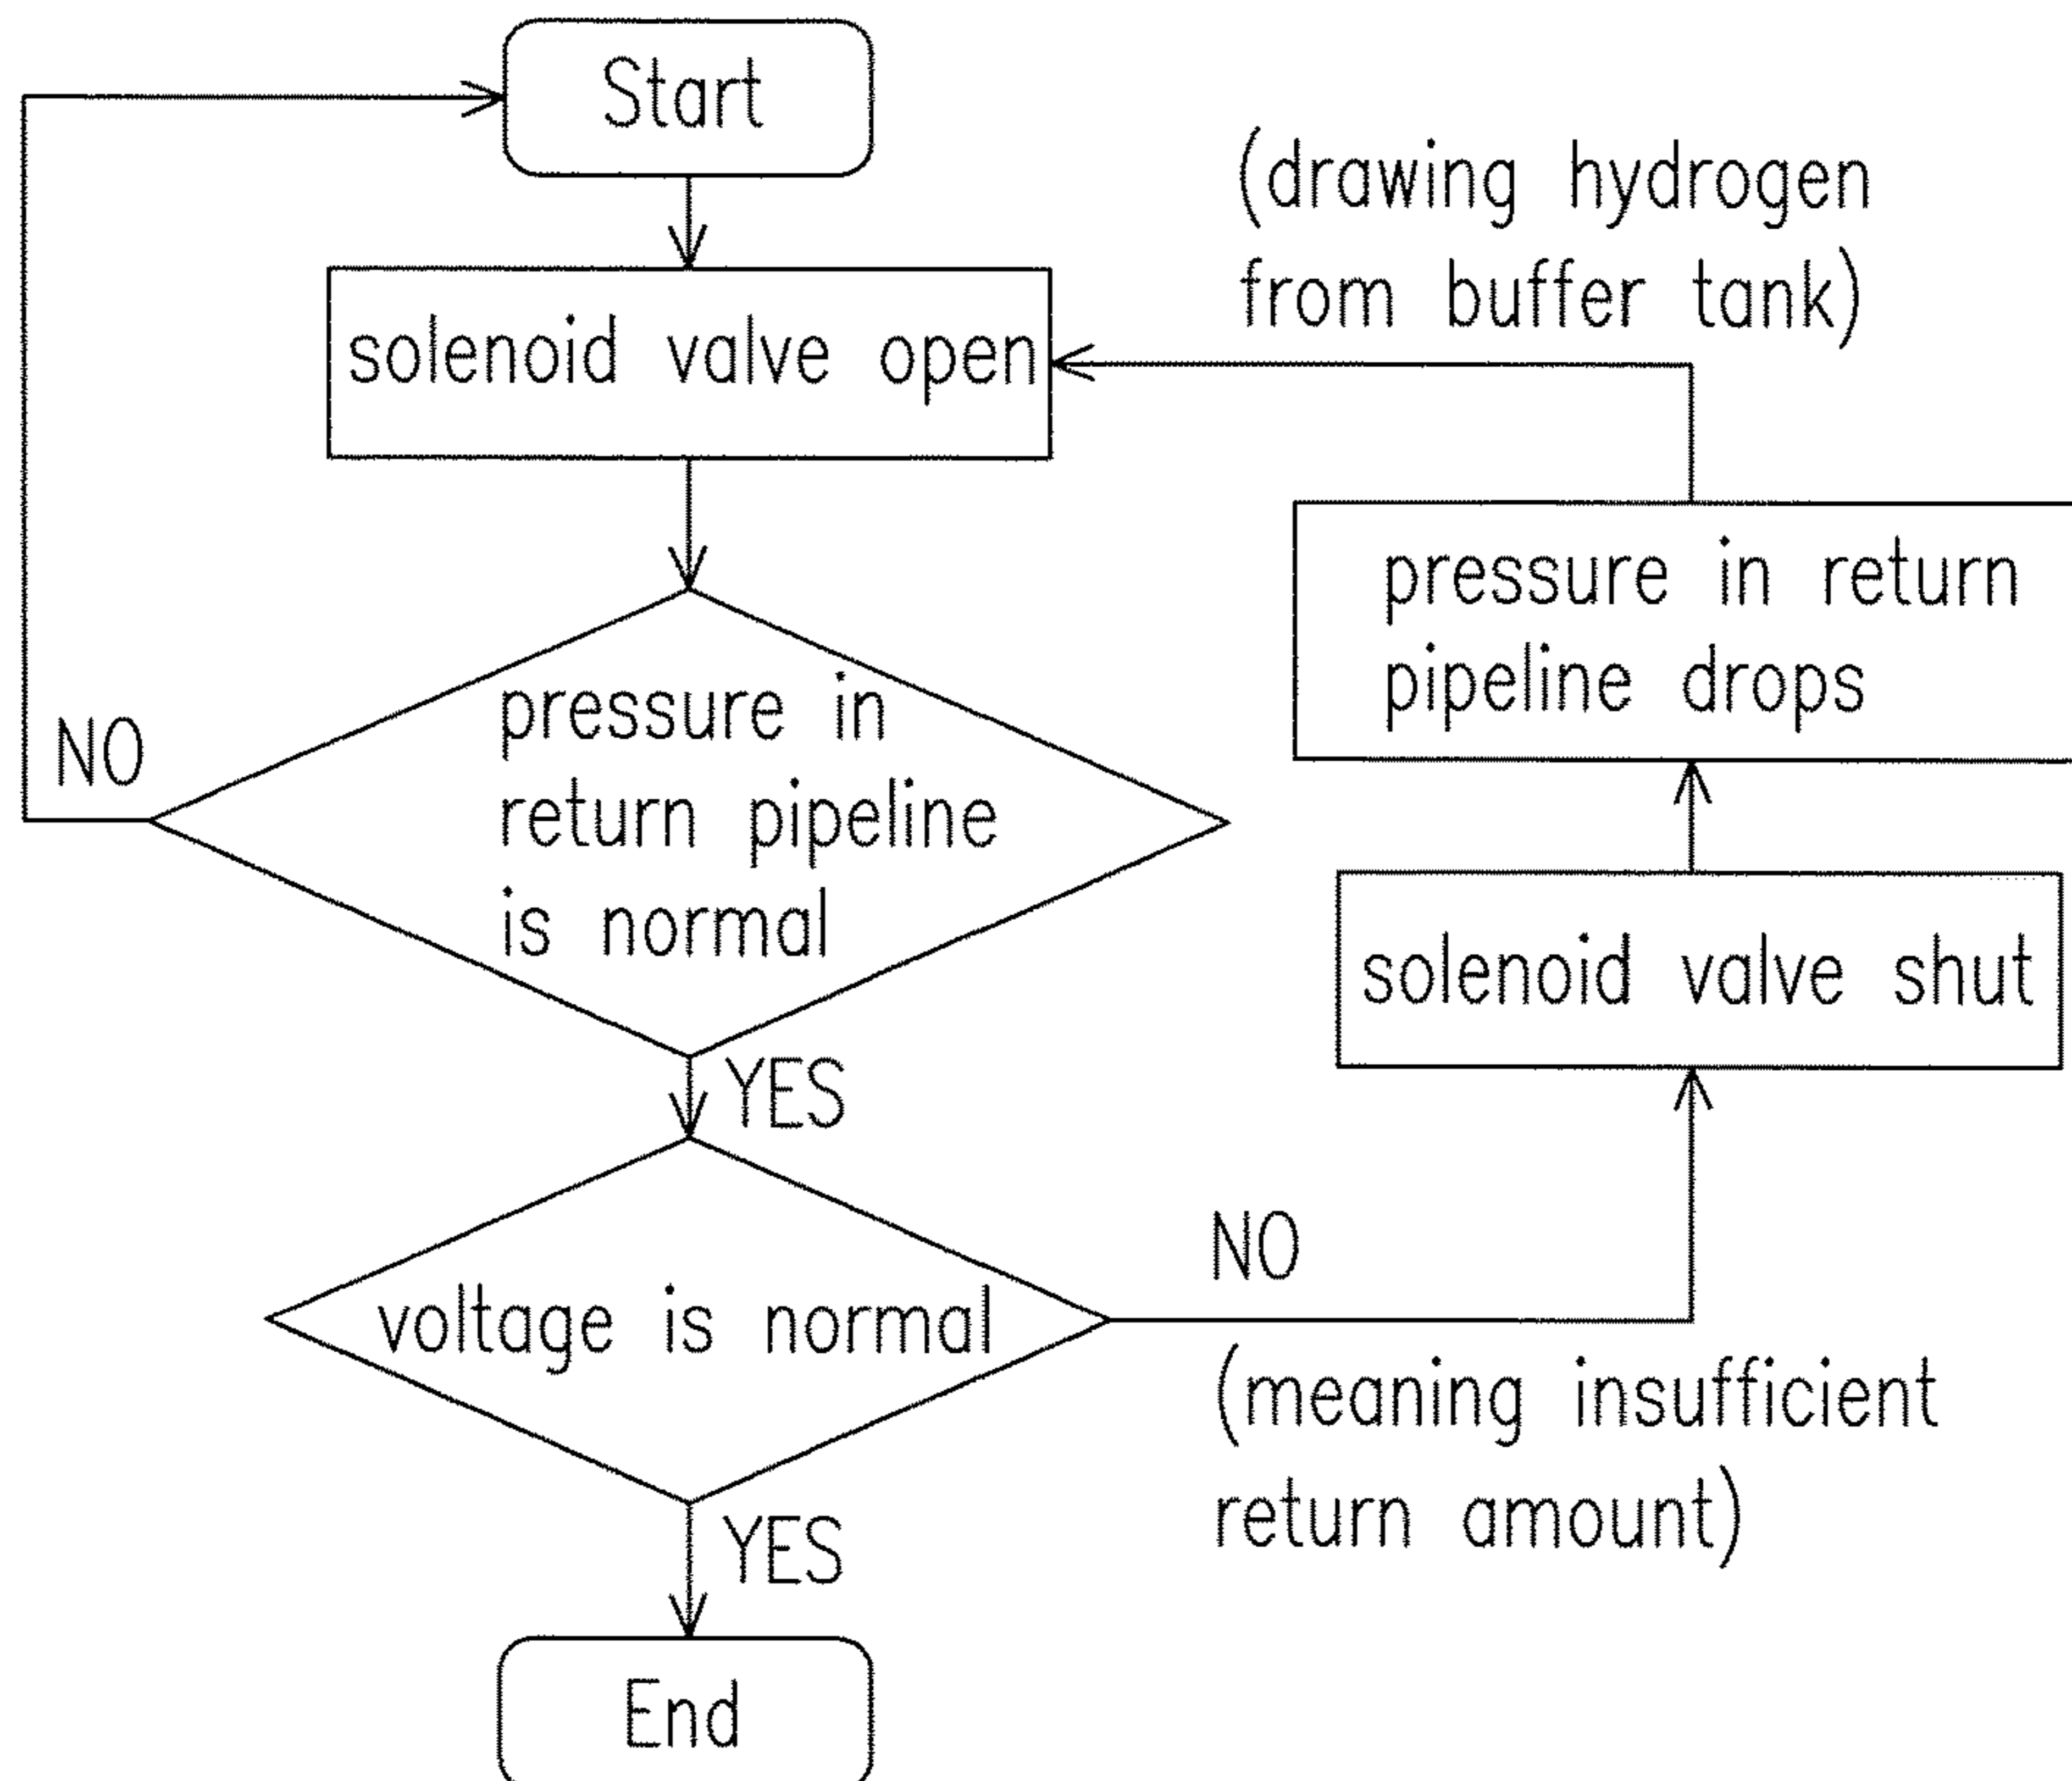 Start
(drawing hydrogen
from buffer tank)
solenoid valve open
pressure in return
pipeline drops
pressure in
return pipeline
is normal
NO
solenoid valve shut
YES
voltage is normal
NO
(meaning insufficient
return amount)
YES
End